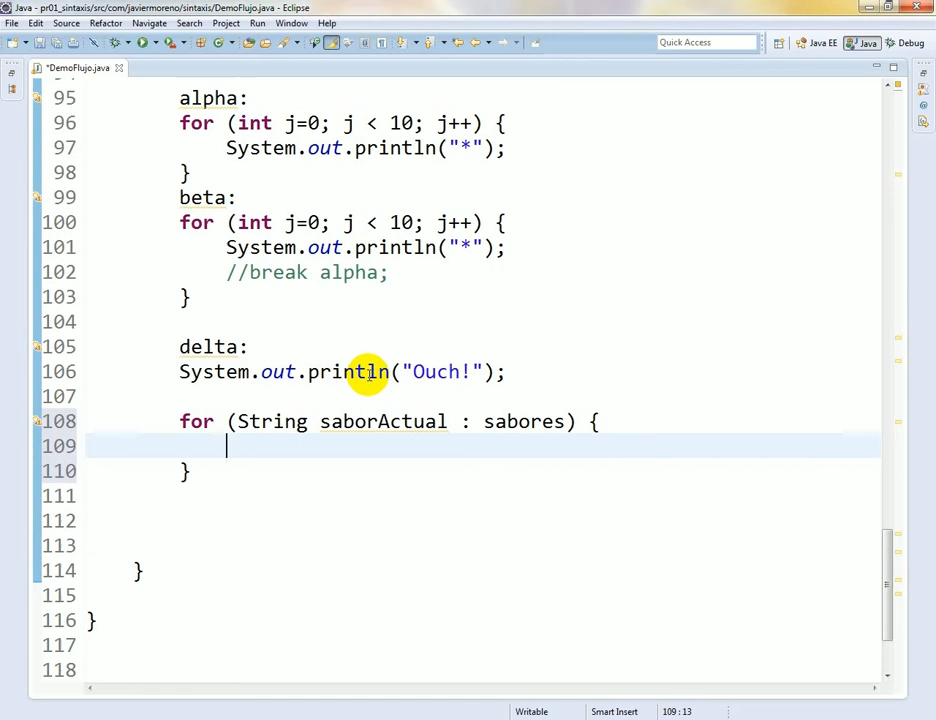 Java - pr01_sintaxis/src/com/javiermoreno/sintaxis/DemoFlujo.java - Eclipse
File Edit Source Refactor Navigate Search Project Run Window Help
Quick Access Java EE Java Debug
*DemoFlujo.java
95 alpha:
96 for (int j=0; j < 10; j++) {
97 System.out.println("*");
98 }
99 beta:
100 for (int j=0; j < 10; j++) {
101 System.out.println("*");
102 //break alpha;
103 }
104
105 delta:
106 System.out.println("Ouch!");
107
108 for (String saborActual : sabores) {
109
110 }
111
112
113
114 }
115
116 }
117
118
Writable Smart Insert 109 : 13